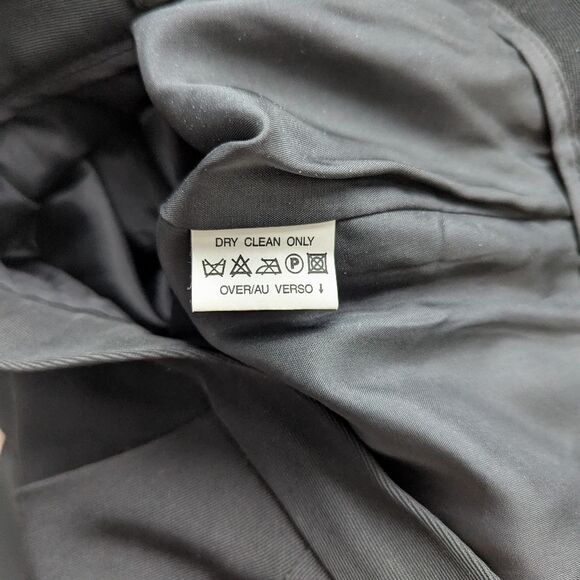 DRY CLEAN ONLY
P
OVER/AU VERSO ↓